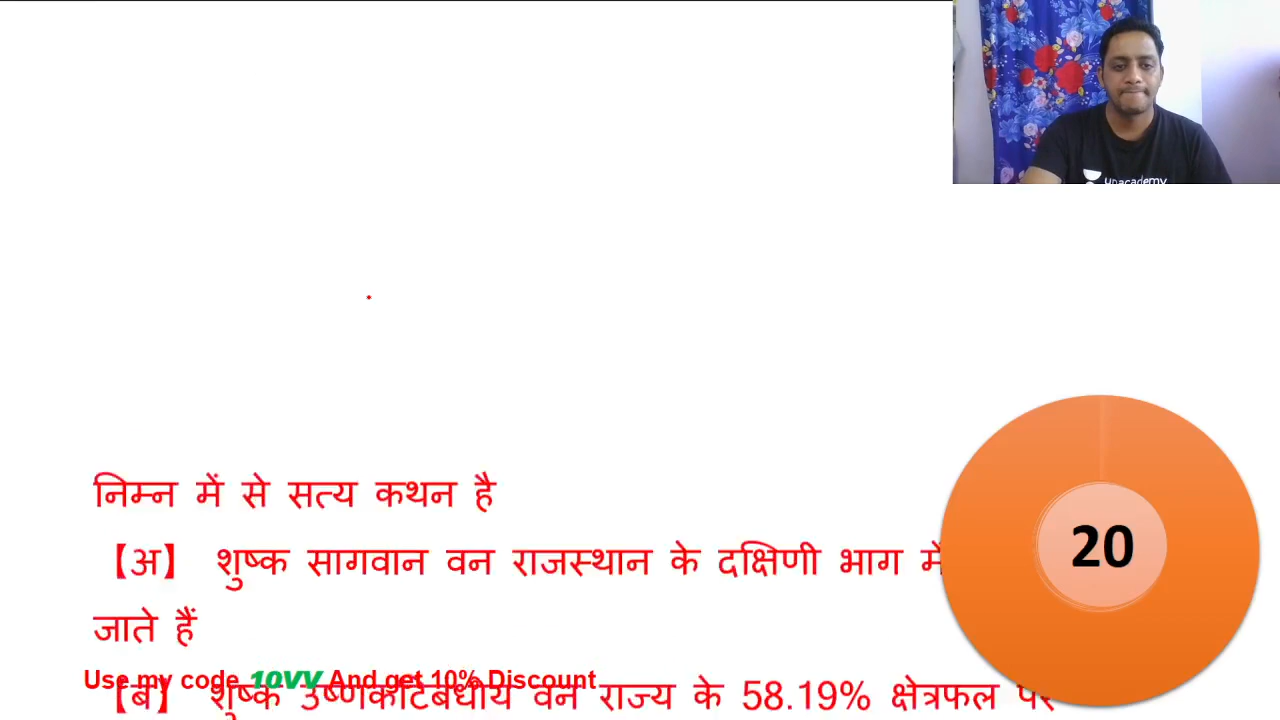 unacademy
20
निम्न में से सत्य कथन है
【अ】 शुष्क सागवान वन राजस्थान के दक्षिणी भाग में
जाते हैं
Use my code 10VV And get 10% Discount
【ब】 शुष्क उष्णकटिबंधीय वन राज्य के 58.19% क्षेत्रफल पर